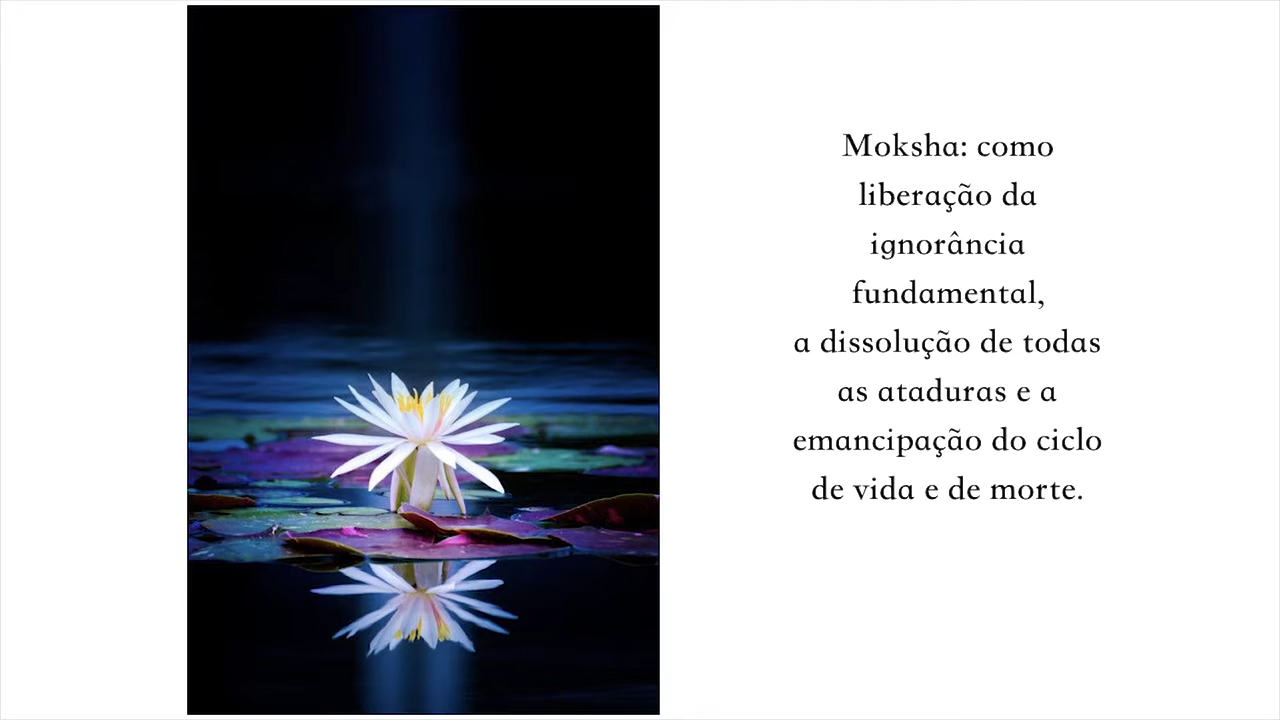 Moksha: como
liberação da
ignorância
fundamental,
a dissolução de todas
as ataduras e a
emancipação do ciclo
de vida e de morte.